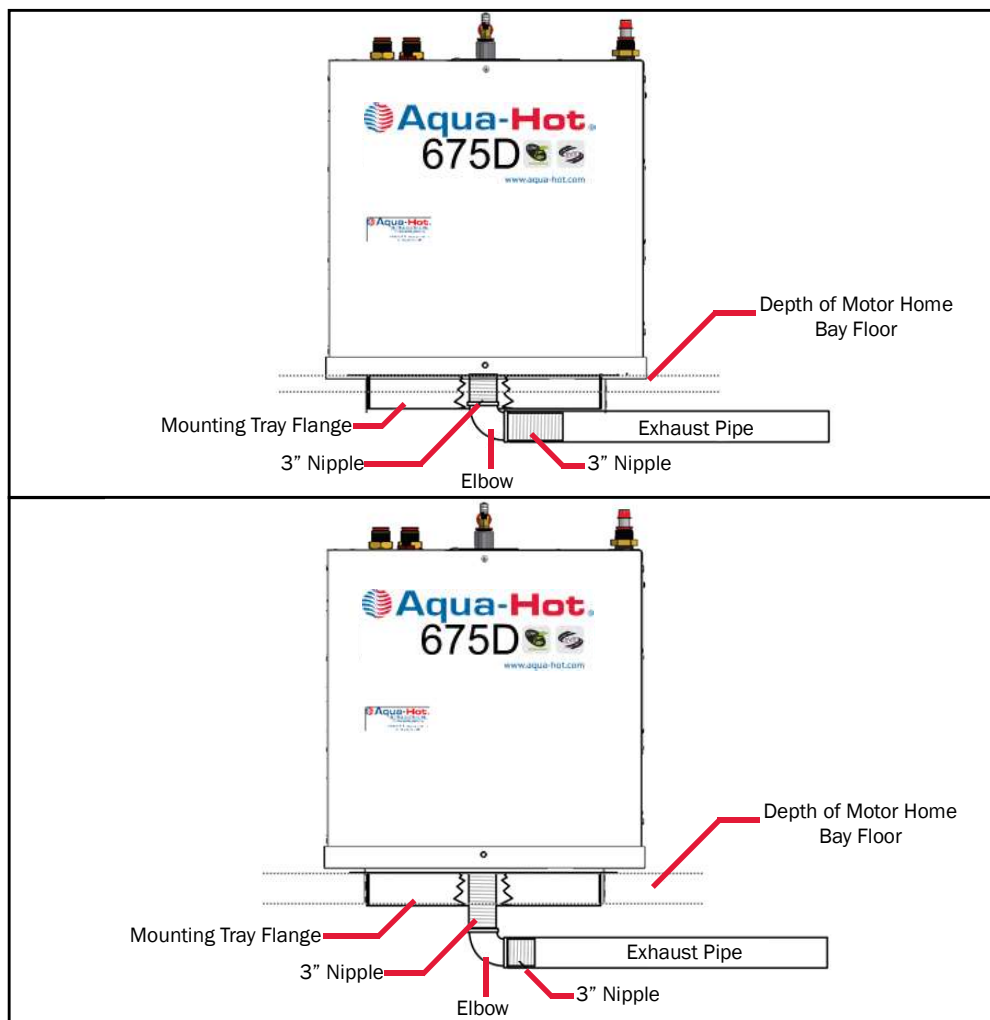 Aqua-Hot®
675D
www.aqua-hot.com
Aqua-Hot.
Depth of Motor Home
Bay Floor
Mounting Tray Flange
Exhaust Pipe
3” Nipple
3” Nipple
Elbow
Aqua-Hot®
675D
www.aqua-hot.com
Aqua-Hot.
Depth of Motor Home
Bay Floor
Mounting Tray Flange
Exhaust Pipe
3” Nipple
3” Nipple
Elbow